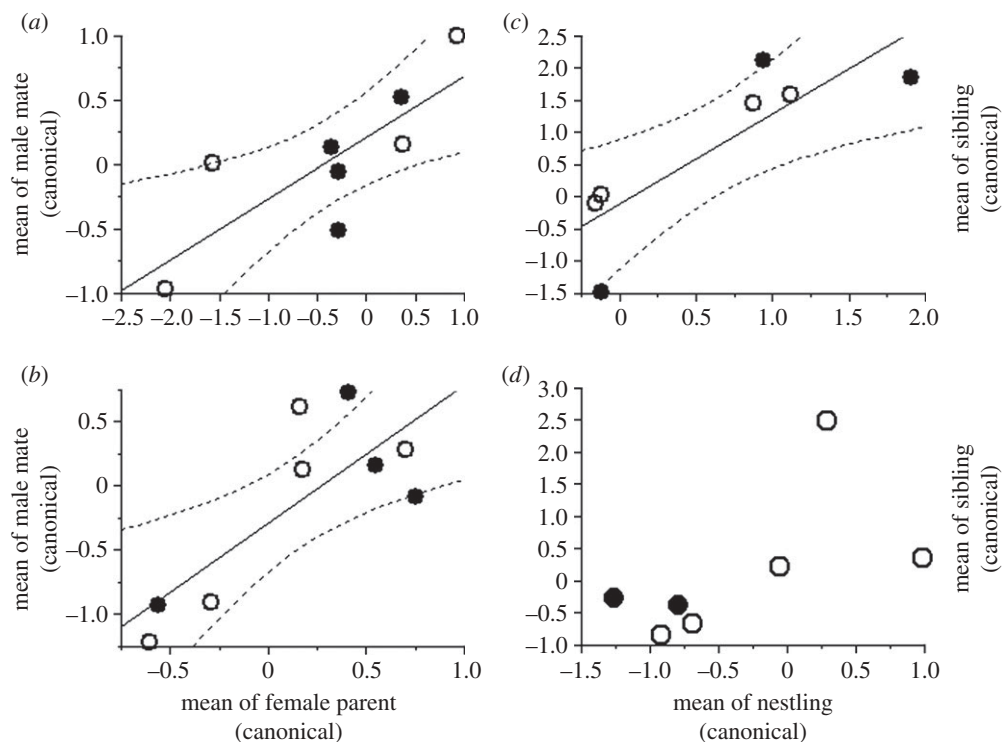 (a)
1.0
0.5
0
−0.5
−1.0
−2.5 −2.0 −1.5 −1.0 −0.5 0 0.5 1.0
mean of male mate
(canonical)
(c)
2.5
2.0
1.5
1.0
0.5
0
−0.5
−1.0
−1.5
0 0.5 1.0 1.5 2.0
mean of sibling
(canonical)
(b)
0.5
0
−0.5
−1.0
−0.5 0 0.5 1.0
mean of male mate
(canonical)
mean of female parent
(canonical)
(d)
3.0
2.5
2.0
1.5
1.0
0.5
0
−0.5
−1.0
−1.5 −1.0 −0.5 0 0.5 1.0
mean of sibling
(canonical)
mean of nestling
(canonical)